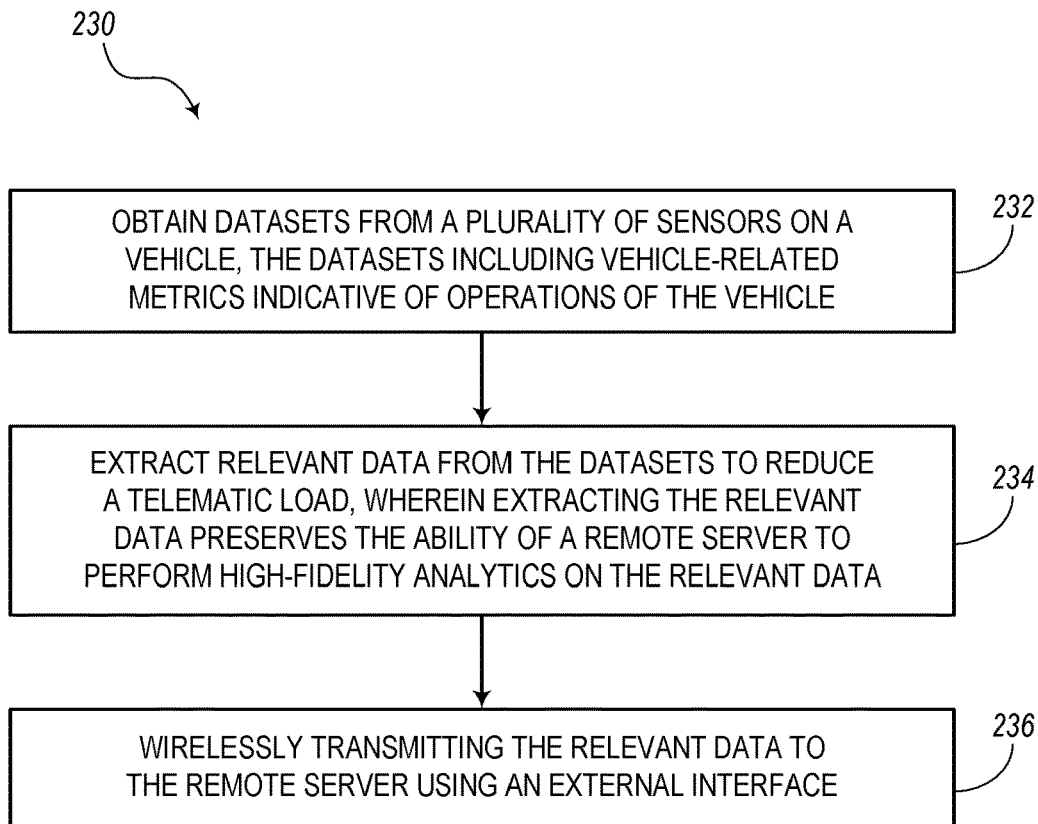 230
OBTAIN DATASETS FROM A PLURALITY OF SENSORS ON A
VEHICLE, THE DATASETS INCLUDING VEHICLE-RELATED
METRICS INDICATIVE OF OPERATIONS OF THE VEHICLE
232
EXTRACT RELEVANT DATA FROM THE DATASETS TO REDUCE
A TELEMATIC LOAD, WHEREIN EXTRACTING THE RELEVANT
DATA PRESERVES THE ABILITY OF A REMOTE SERVER TO
PERFORM HIGH-FIDELITY ANALYTICS ON THE RELEVANT DATA
234
WIRELESSLY TRANSMITTING THE RELEVANT DATA TO
THE REMOTE SERVER USING AN EXTERNAL INTERFACE
236